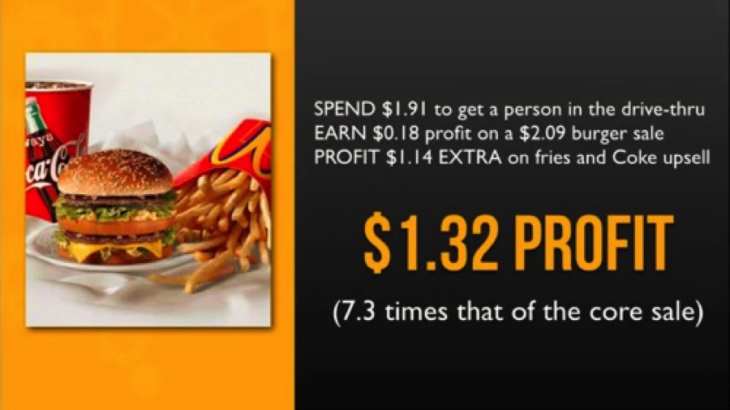 SPEND $1.91 to get a person in the drive-thru
EARN $0.18 profit on a $2.09 burger sale
PROFIT $1.14 EXTRA on fries and Coke upsell
$1.32 PROFIT
(7.3 times that of the core sale)